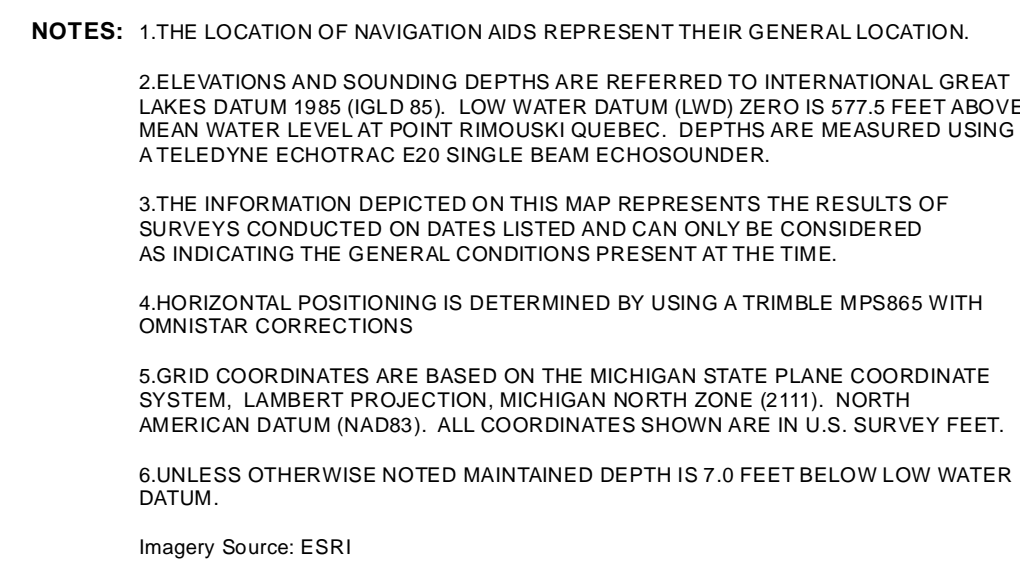 NOTES: 1.THE LOCATION OF NAVIGATION AIDS REPRESENT THEIR GENERAL LOCATION.
2.ELEVATIONS AND SOUNDING DEPTHS ARE REFERRED TO INTERNATIONAL GREAT
LAKES DATUM 1985 (IGLD 85). LOW WATER DATUM (LWD) ZERO IS 577.5 FEET ABOVE
MEAN WATER LEVEL AT POINT RIMOUSKI QUEBEC. DEPTHS ARE MEASURED USING
A TELEDYNE ECHOTRAC E20 SINGLE BEAM ECHOSOUNDER.
3.THE INFORMATION DEPICTED ON THIS MAP REPRESENTS THE RESULTS OF
SURVEYS CONDUCTED ON DATES LISTED AND CAN ONLY BE CONSIDERED
AS INDICATING THE GENERAL CONDITIONS PRESENT AT THE TIME.
4.HORIZONTAL POSITIONING IS DETERMINED BY USING A TRIMBLE MPS865 WITH
OMNISTAR CORRECTIONS
5.GRID COORDINATES ARE BASED ON THE MICHIGAN STATE PLANE COORDINATE
SYSTEM, LAMBERT PROJECTION, MICHIGAN NORTH ZONE (2111). NORTH
AMERICAN DATUM (NAD83). ALL COORDINATES SHOWN ARE IN U.S. SURVEY FEET.
6.UNLESS OTHERWISE NOTED MAINTAINED DEPTH IS 7.0 FEET BELOW LOW WATER
DATUM.
Imagery Source: ESRI